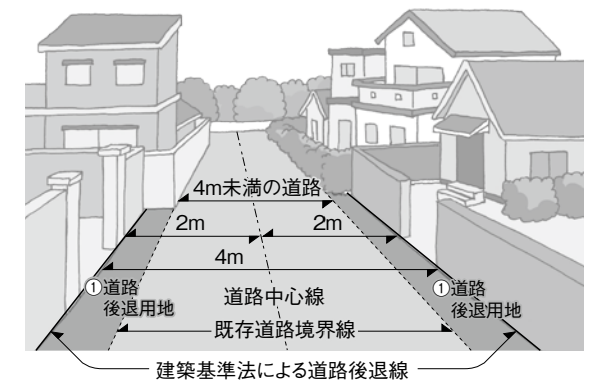 4m未満の道路
2m
2m
4m
①道路
後退用地
①道路
後退用地
道路中心線
既存道路境界線
建築基準法による道路後退線